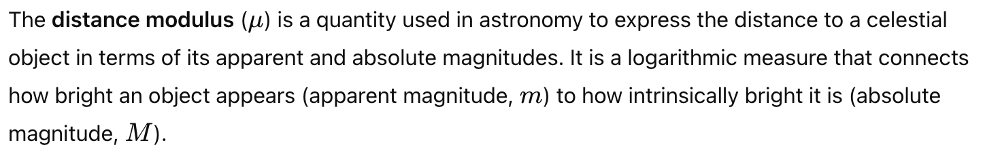 The distance modulus (μ) is a quantity used in astronomy to express the distance to a celestial
object in terms of its apparent and absolute magnitudes. It is a logarithmic measure that connects
how bright an object appears (apparent magnitude, m) to how intrinsically bright it is (absolute
magnitude, M).